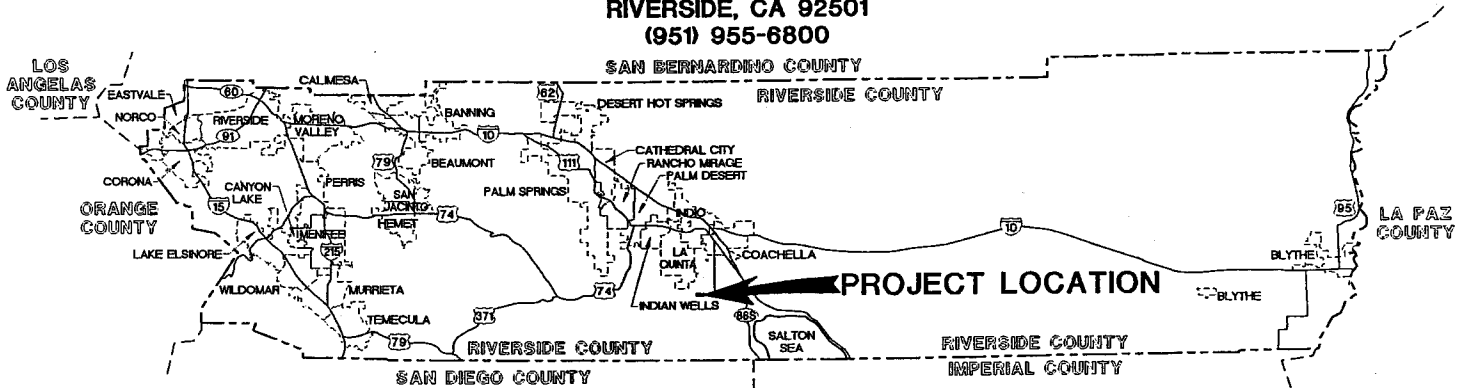 RIVERSIDE, CA 92501
(951) 955-6800
LOS
ANGELAS
COUNTY
SAN BERNARDINO COUNTY
RIVERSIDE COUNTY
CALIMESA
EASTVALE
60
62
DESERT HOT SPRINGS
NORCO
RIVERSIDE
MORENO
VALLEY
BANNING
91
10
CATHEDRAL CITY
RANCHO MIRAGE
PALM DESERT
79
BEAUMONT
111
CORONA
CANYON
LAKE
PERRIS
SAN
JACINTO
PALM SPRINGS
ORANGE
COUNTY
15
HEMET
74
INDIO
95
LA PAZ
COUNTY
10
LAKE ELSINORE
MENIFEE
215
LA
QUINTA
COACHELLA
BLYTHE
WILDOMAR
MURRIETA
74
INDIAN WELLS
PROJECT LOCATION
BLYTHE
TEMECULA
371
86S
79
SALTON
SEA
RIVERSIDE COUNTY
RIVERSIDE COUNTY
SAN DIEGO COUNTY
IMPERIAL COUNTY